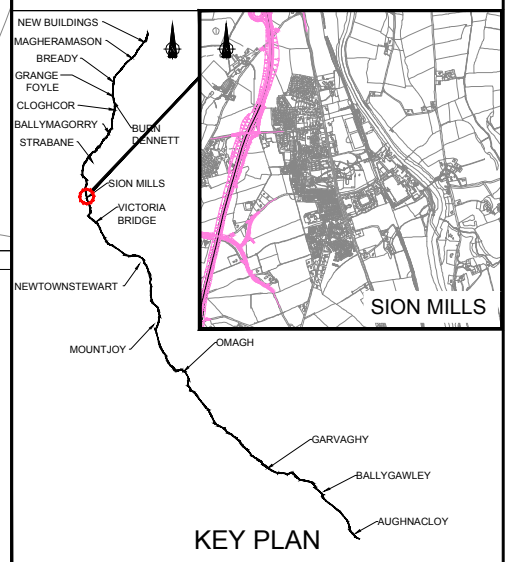 NEW BUILDINGS
MAGHERAMASON
BREADY
GRANGE
FOYLE
CLOGHCOR
BALLYMAGORRY
BURN
DENNETT
STRABANE
SION MILLS
VICTORIA
BRIDGE
NEWTOWNSTEWART
SION MILLS
MOUNTJOY
OMAGH
GARVAGHY
BALLYGAWLEY
AUGHNACLOY
KEY PLAN